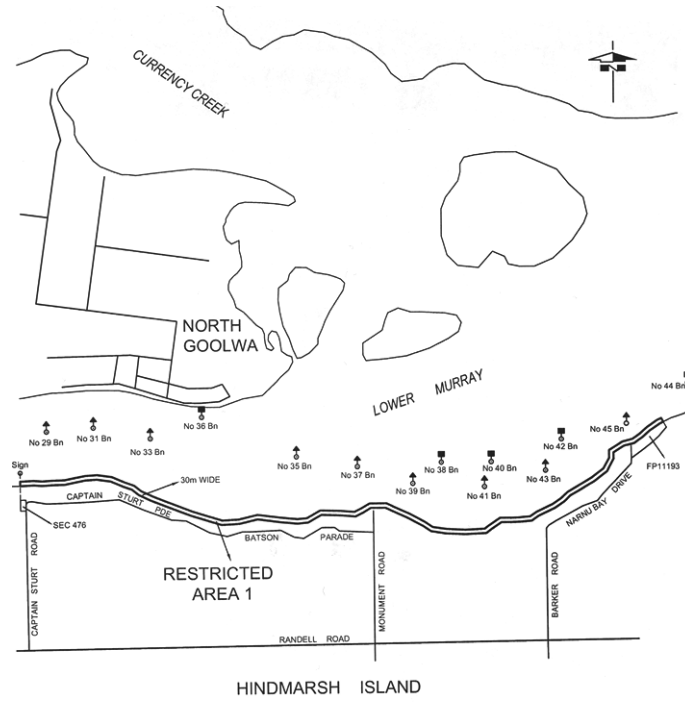 CURRENCY CREEK
N
NORTH
GOOLWA
LOWER MURRAY
No 44 Bn
No 36 Bn
No 29 Bn
No 31 Bn
No 33 Bn
No 45 Bn
No 42 Bn
No 35 Bn
No 37 Bn
No 38 Bn
No 40 Bn
No 43 Bn
No 39 Bn
No 41 Bn
FP11193
Sign
30m WIDE
CAPTAIN STURT PDE
SEC 476
BATSON PARADE
NARNU BAY DRIVE
RESTRICTED
AREA 1
CAPTAIN STURT ROAD
MONUMENT ROAD
BARKER ROAD
RANDELL ROAD
HINDMARSH ISLAND